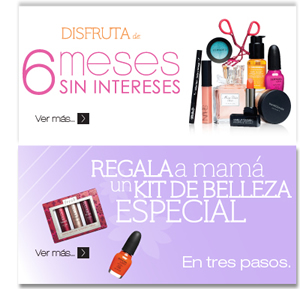 DISFRUTA de
6 meses
SIN INTERESES
Ver más...
REGALA a mamá
un KIT DE BELLEZA
ESPECIAL
Ver más...
En tres pasos.